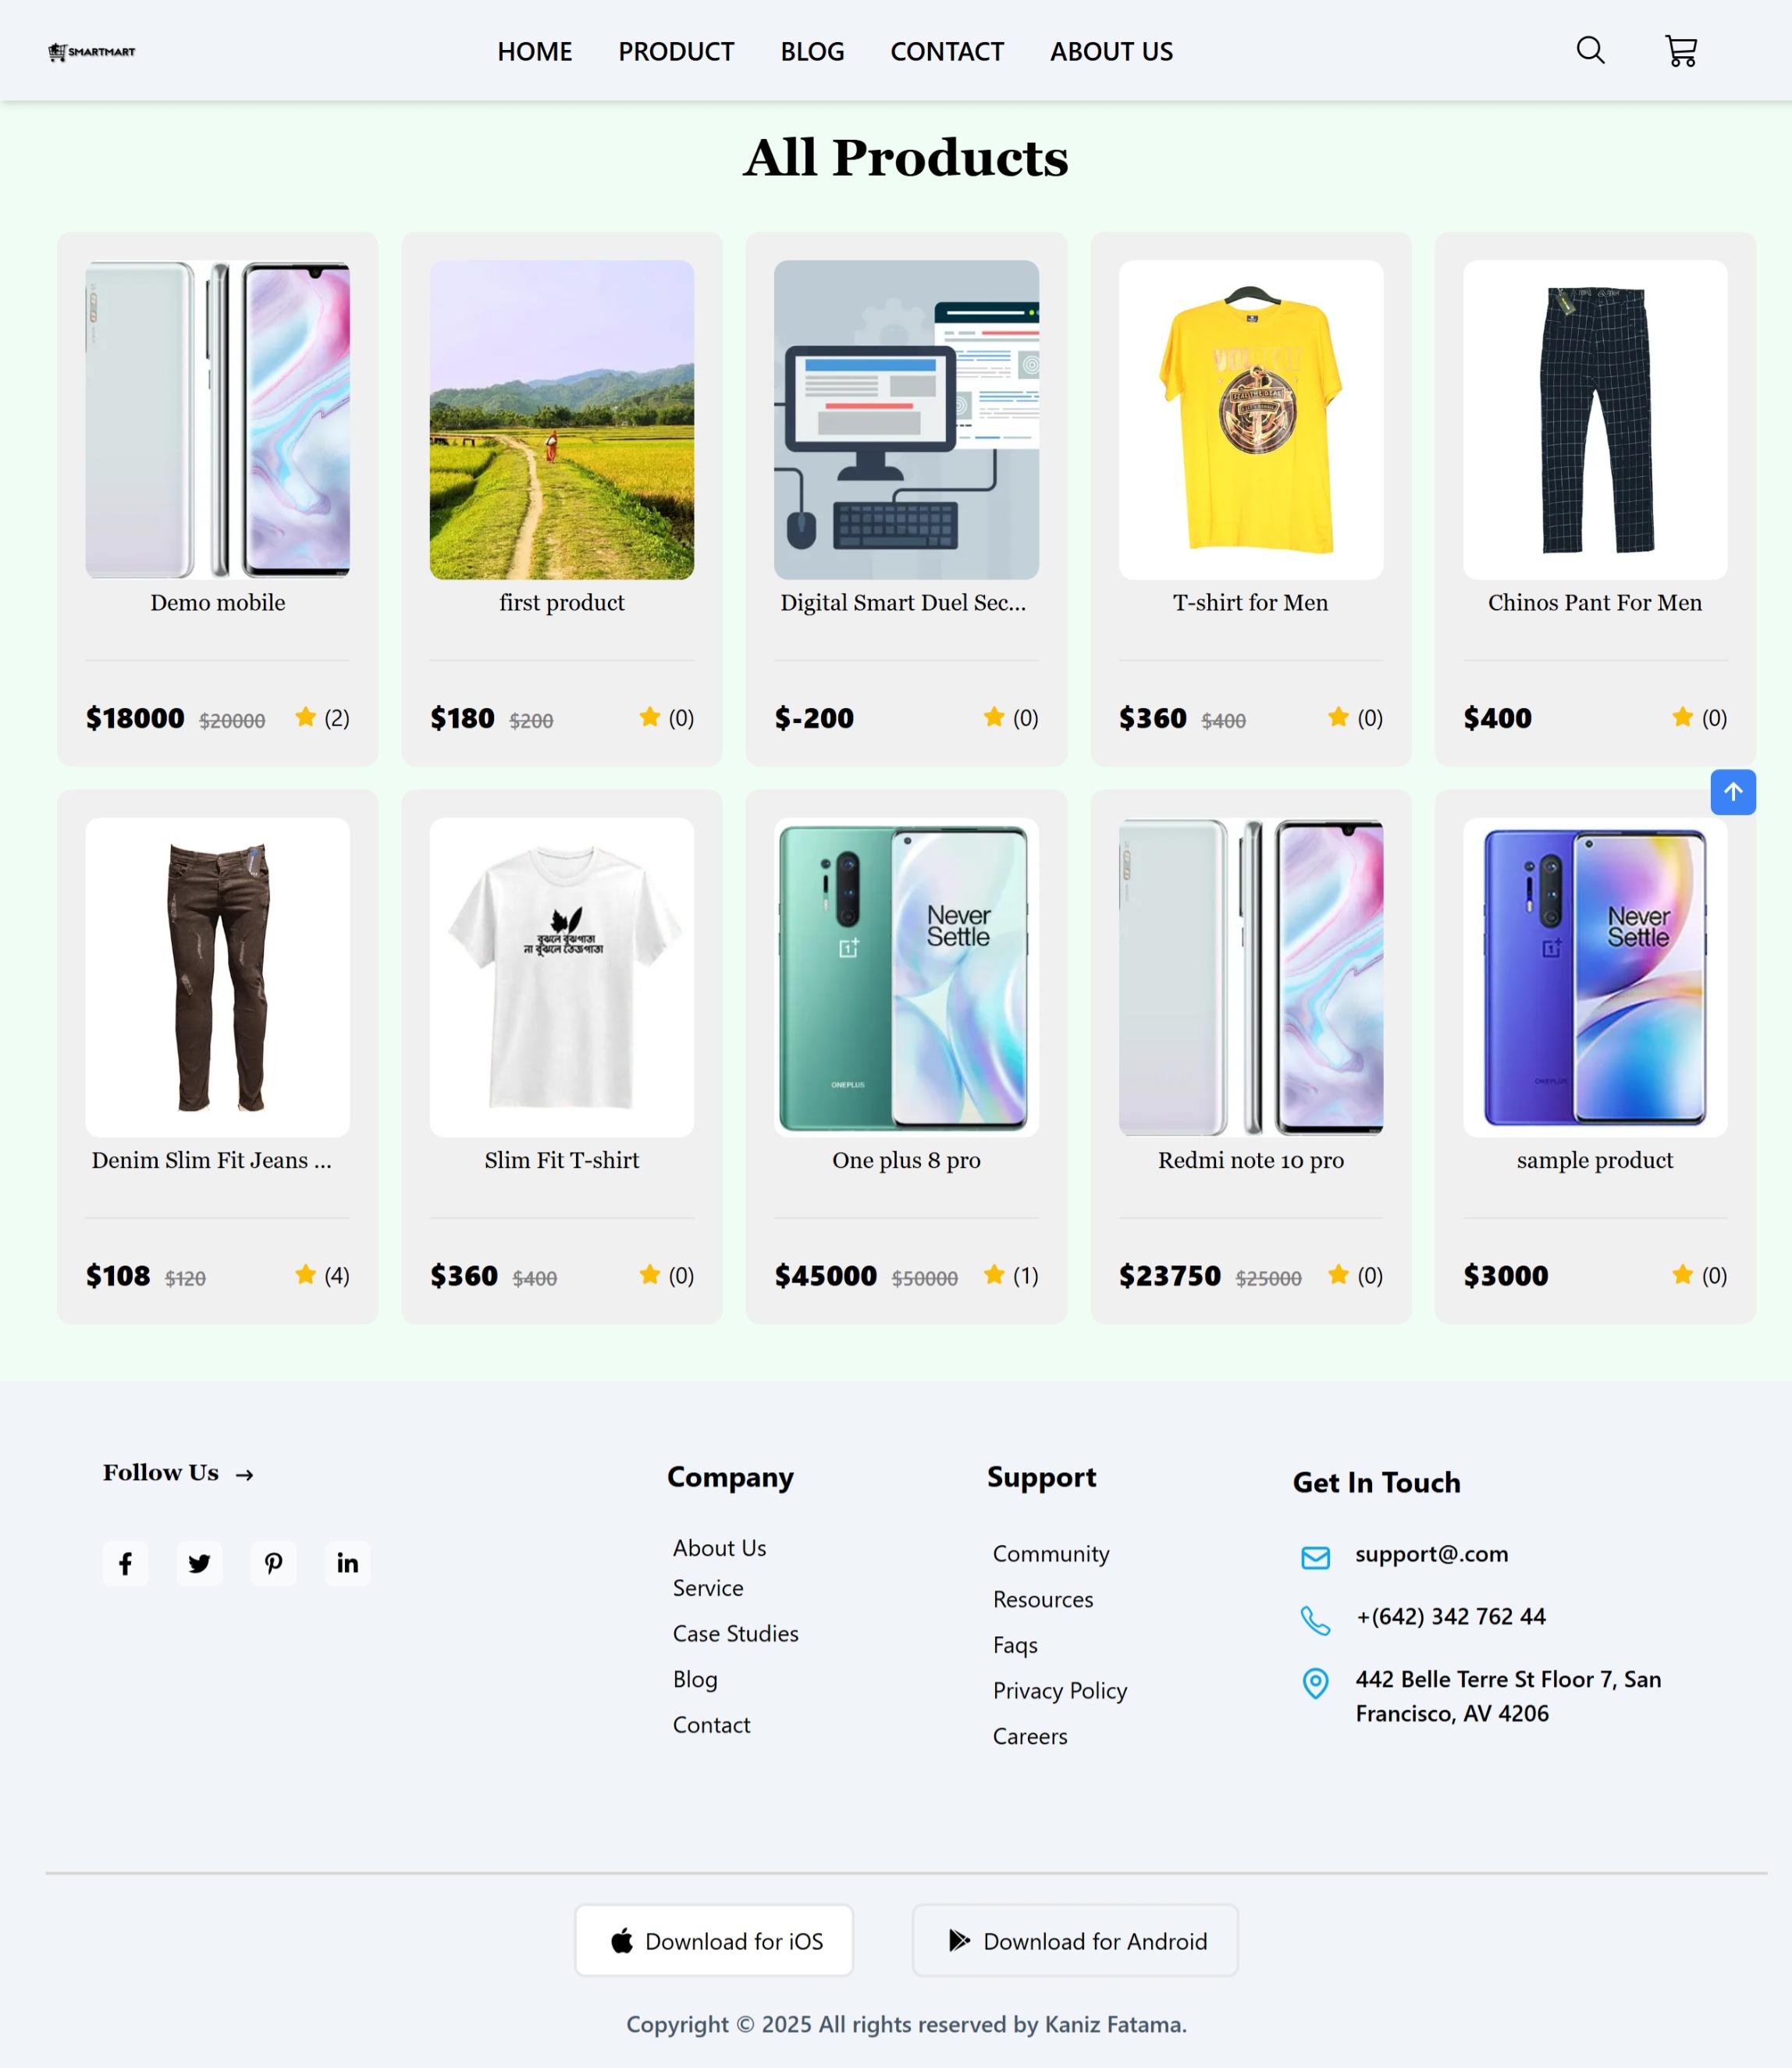 SMARTMART
HOME PRODUCT BLOG CONTACT ABOUT US
All Products
Demo mobile
$18000 $20000 (2)
first product
$180 $200 (0)
Digital Smart Duel Sec...
$-200 (0)
T-shirt for Men
$360 $400 (0)
Chinos Pant For Men
$400 (0)
বুঝলে বুঝপাতা
না বুঝলে তেজপাতা
Denim Slim Fit Jeans ...
$108 $120 (4)
Slim Fit T-shirt
$360 $400 (0)
Never
Settle
ONEPLUS
One plus 8 pro
$45000 $50000 (1)
Redmi note 10 pro
$23750 $25000 (0)
Never
Settle
ONEPLUS
sample product
$3000 (0)
Follow Us →
Company
About Us
Service
Case Studies
Blog
Contact
Support
Community
Resources
Faqs
Privacy Policy
Careers
Get In Touch
support@.com
+(642) 342 762 44
442 Belle Terre St Floor 7, San
Francisco, AV 4206
Download for iOS
Download for Android
Copyright © 2025 All rights reserved by Kaniz Fatama.